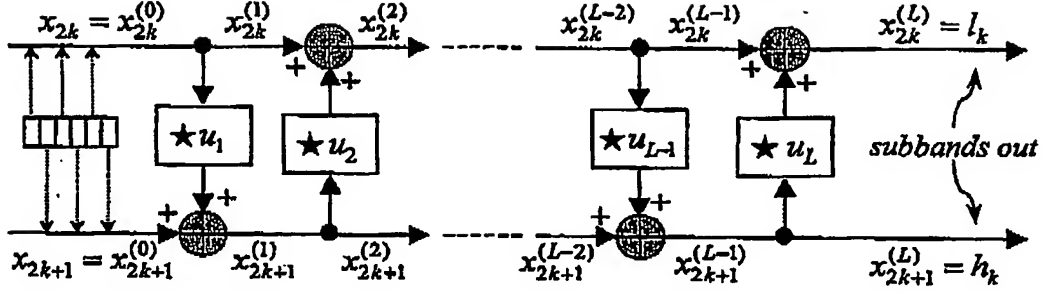 x_{2k} = x_{2k}^{(0)} x_{2k}^{(1)} x_{2k}^{(2)} x_{2k}^{(L-2)} x_{2k}^{(L-1)} x_{2k}^{(L)} = l_k
+ + + +
★ u_1 ★ u_2 ★ u_{L-1} ★ u_L subbands out
+ + + +
x_{2k+1} = x_{2k+1}^{(0)} x_{2k+1}^{(1)} x_{2k+1}^{(2)} x_{2k+1}^{(L-2)} x_{2k+1}^{(L-1)} x_{2k+1}^{(L)} = h_k